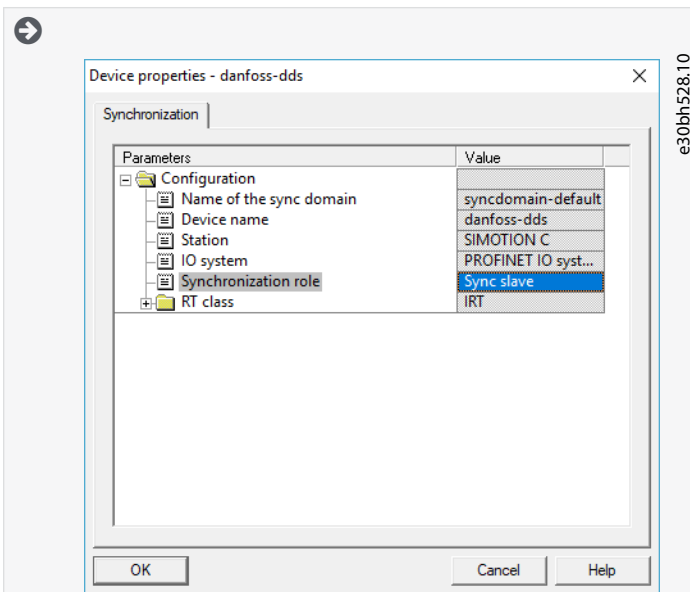 Device properties - danfoss-dds
Synchronization
Parameters Value
Configuration
Name of the sync domain syncdomain-default
Device name danfoss-dds
Station SIMOTION C
IO system PROFINET IO syst...
Synchronization role Sync slave
RT class IRT
OK Cancel Help
e30bh528.10